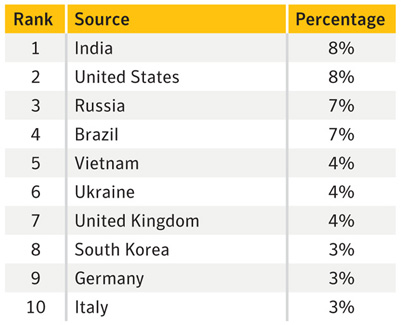 Rank Source Percentage
1 India 8%
2 United States 8%
3 Russia 7%
4 Brazil 7%
5 Vietnam 4%
6 Ukraine 4%
7 United Kingdom 4%
8 South Korea 3%
9 Germany 3%
10 Italy 3%